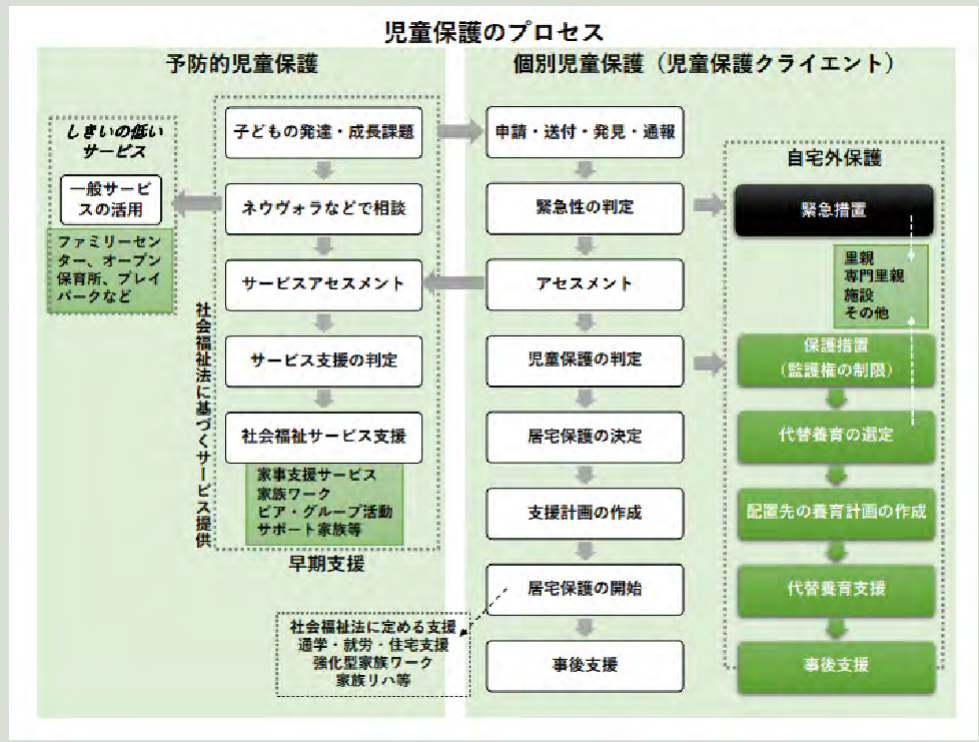 児童保護のプロセス
予防的児童保護
個別児童保護（児童保護クライエント）
しきいの低い
サービス
一般サービ
スの活用
ファミリーセン
ター、オープン
保育所、プレイ
パークなど
子どもの発達・成長課題
ネウヴォラなどで相談
サービスアセスメント
サービス支援の判定
社会福祉サービス支援
家事支援サービス
家族ワーク
ピア・グループ活動
サポート家族等
社会福祉法に基づくサービス提供
早期支援
申請・送付・発見・通報
緊急性の判定
アセスメント
児童保護の判定
居宅保護の決定
支援計画の作成
居宅保護の開始
事後支援
社会福祉法に定める支援
通学・就労・住宅支援
強化型家族ワーク
家族リハ等
自宅外保護
緊急措置
里親
専門里親
施設
その他
保護措置
（監護権の制限）
代替養育の選定
配置先の養育計画の作成
代替養育支援
事後支援